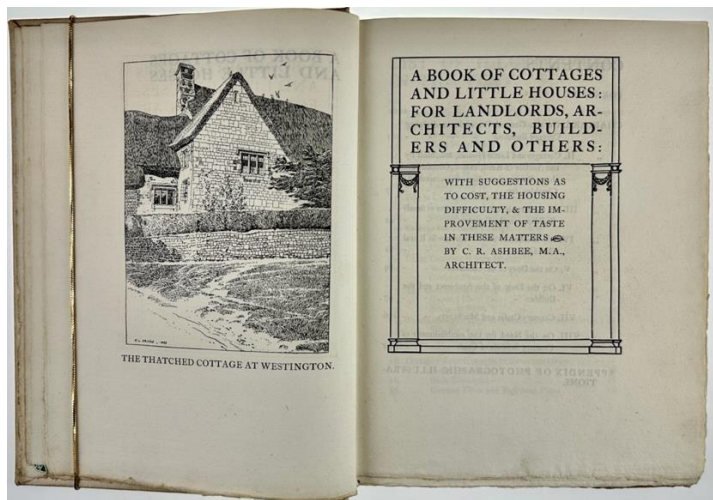 THE THATCHED COTTAGE AT WESTINGTON.
A BOOK OF COTTAGES
AND LITTLE HOUSES:
FOR LANDLORDS, AR-
CHITECTS, BUILD-
ERS AND OTHERS:
WITH SUGGESTIONS AS
TO COST, THE HOUSING
DIFFICULTY, & THE IM-
PROVEMENT OF TASTE
IN THESE MATTERS
BY C. R. ASHBEE, M.A.,
ARCHITECT.